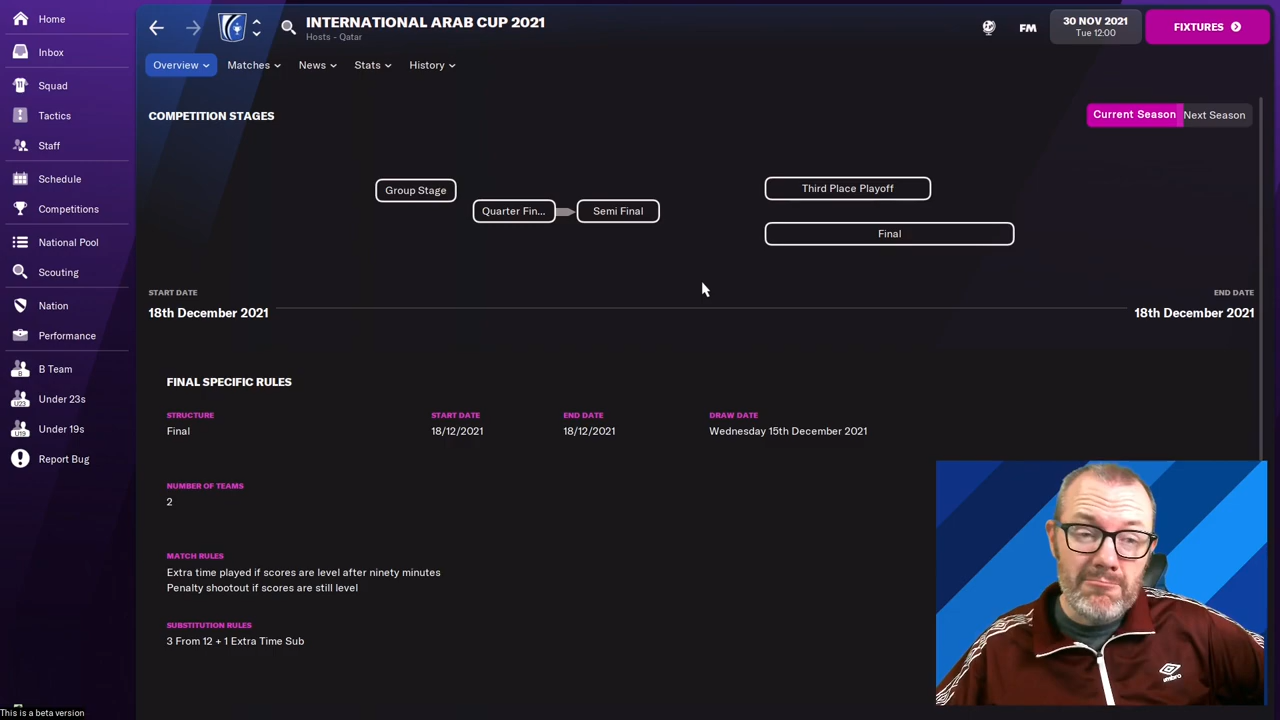 Home
Inbox
Squad
Tactics
Staff
Schedule
Competitions
National Pool
Scouting
Nation
Performance
B
B Team
U23
Under 23s
U19
Under 19s
Report Bug
This is a beta version
INTERNATIONAL ARAB CUP 2021
Hosts - Qatar
FM
30 NOV 2021
Tue 12:00
FIXTURES
Overview
Matches
News
Stats
History
COMPETITION STAGES
Current Season
Next Season
Group Stage
Quarter Fin...
Semi Final
Third Place Playoff
Final
START DATE
18th December 2021
END DATE
18th December 2021
FINAL SPECIFIC RULES
STRUCTURE
Final
START DATE
18/12/2021
END DATE
18/12/2021
DRAW DATE
Wednesday 15th December 2021
NUMBER OF TEAMS
2
MATCH RULES
Extra time played if scores are level after ninety minutes
Penalty shootout if scores are still level
SUBSTITUTION RULES
3 From 12 + 1 Extra Time Sub
umbro